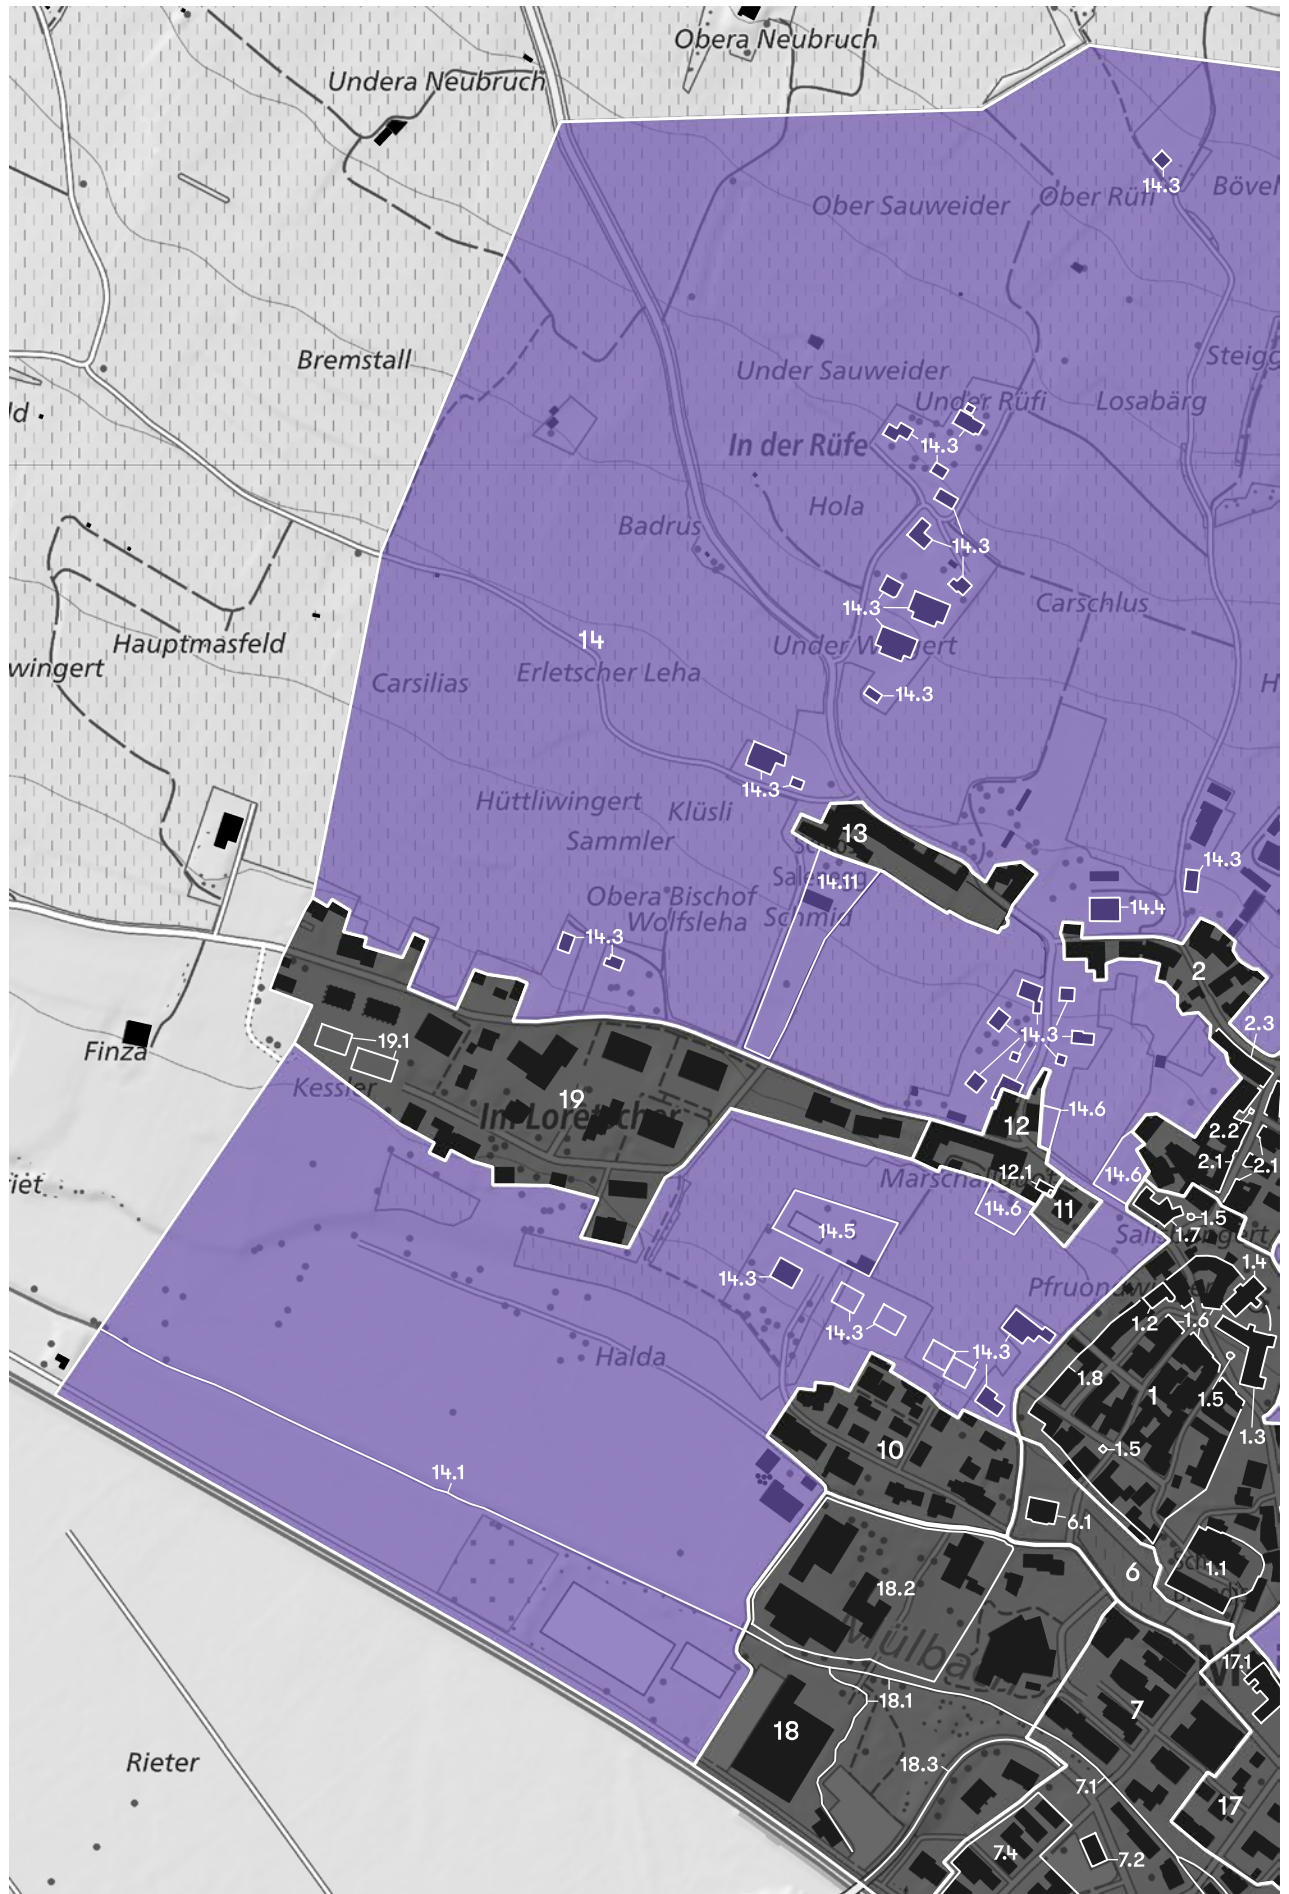 Obera Neubruch
Undera Neubruch
14.3
Ober Sauweider
Ober Rüfi
Bremstall
Under Sauweider
Under Rüfi
Losabärg
ld
In der Rüfe
14.3
Hola
Badrus
14.3
Carschlus
14.3
Hauptmasfeld
14
wingert
Carsilias
Erletscher Leha
14.3
H
14.3
Hüttliwingert
Klüsli
Sammler
13
14.11
14.3
Obera Bischof
Wolfsleha
Schmid
14.4
14.3
2
2.3
14.3
19.1
Finza
Kessler
19
Im Loretscher
14.6
12
2.2
2.1
2.1
12.1
14.6
14.6
11
1.5
1.7
14.5
1.4
14.3
14.3
1.2
1.6
14.3
Halda
1.8
1
1.5
1.3
10
1.5
14.1
6.1
1.1
6
18.2
17.1
18.1
7
18
18.3
Rieter
7.1
17
7.4
7.2